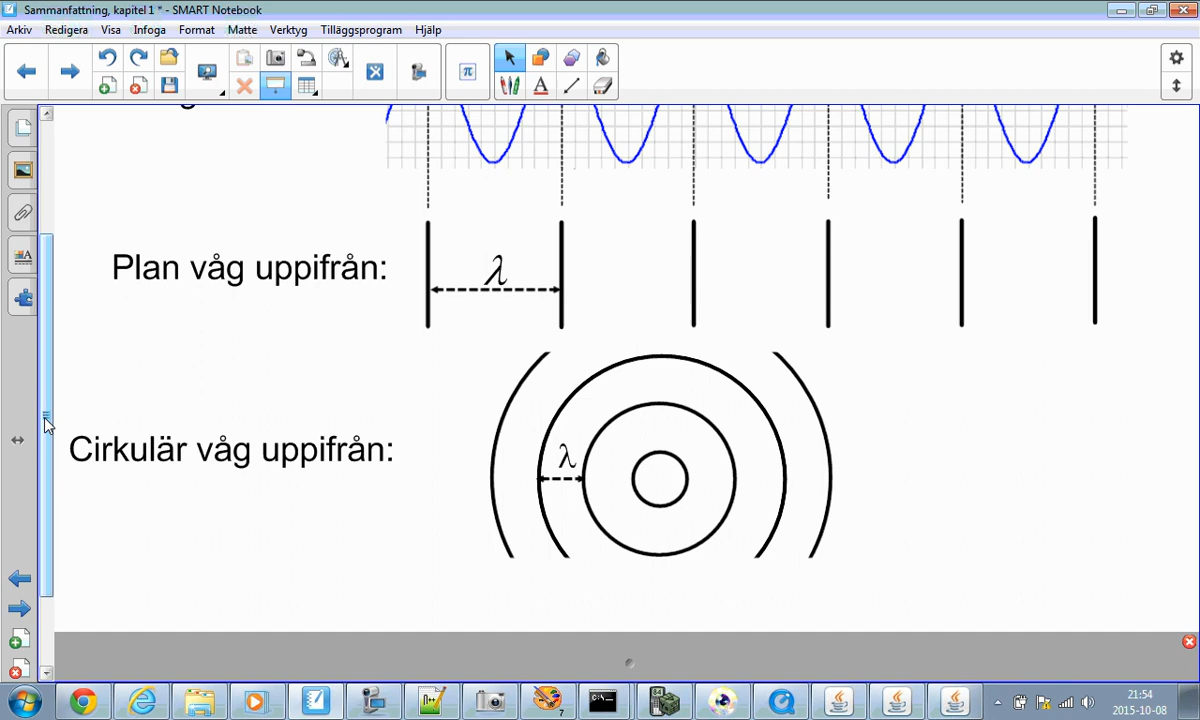 Sammanfattning, kapitel 1 * - SMART Notebook
Arkiv Redigera Visa Infoga Format Matte Verktyg Tilläggsprogram Hjälp
π
A
Plan våg uppifrån:
λ
Cirkulär våg uppifrån:
λ
21:54
2015-10-08